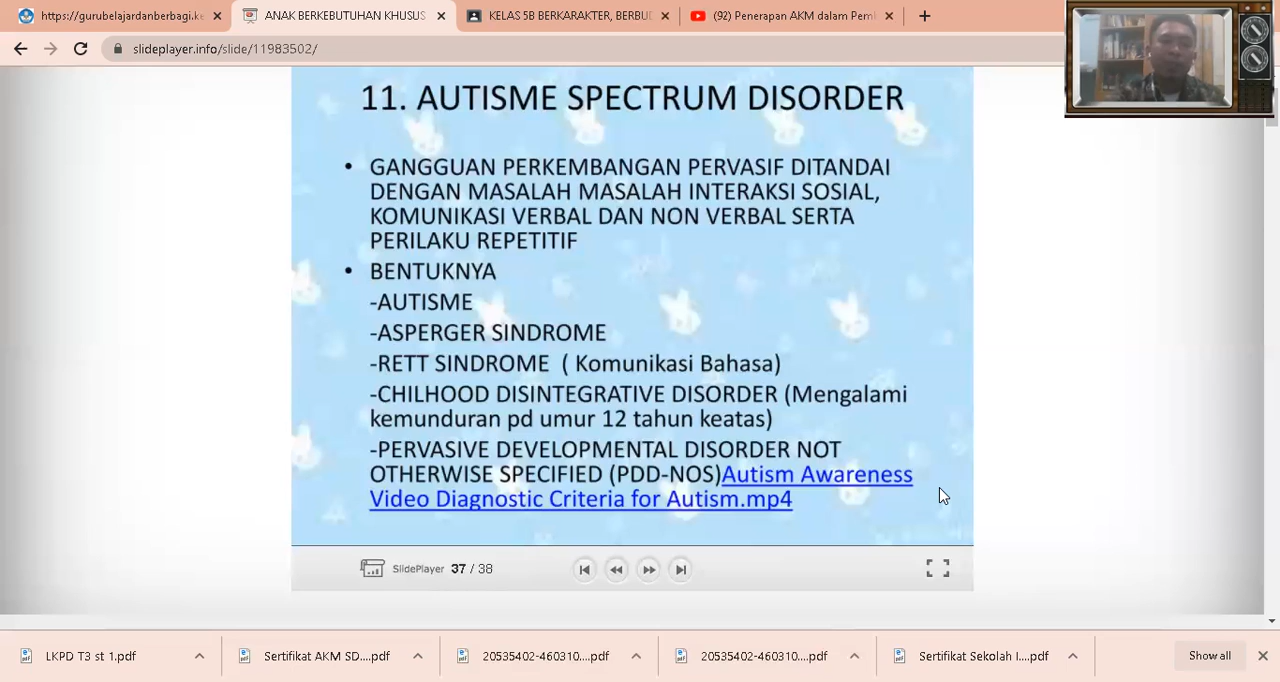 https://gurubelajardanberbagi.ke
ANAK BERKEBUTUHAN KHUSUS
KELAS 5B BERKARAKTER, BERBUD
(92) Penerapan AKM dalam Pemb
slideplayer.info/slide/11983502/
11. AUTISME SPECTRUM DISORDER
• GANGGUAN PERKEMBANGAN PERVASIF DITANDAI
DENGAN MASALAH MASALAH INTERAKSI SOSIAL,
KOMUNIKASI VERBAL DAN NON VERBAL SERTA
PERILAKU REPETITIF
• BENTUKNYA
-AUTISME
-ASPERGER SINDROME
-RETT SINDROME ( Komunikasi Bahasa)
-CHILHOOD DISINTEGRATIVE DISORDER (Mengalami
kemunduran pd umur 12 tahun keatas)
-PERVASIVE DEVELOPMENTAL DISORDER NOT
OTHERWISE SPECIFIED (PDD-NOS)Autism Awareness
Video Diagnostic Criteria for Autism.mp4
SlidePlayer 37 / 38
LKPD T3 st 1.pdf
Sertifikat AKM SD....pdf
20535402-460310....pdf
20535402-460310....pdf
Sertifikat Sekolah I....pdf
Show all